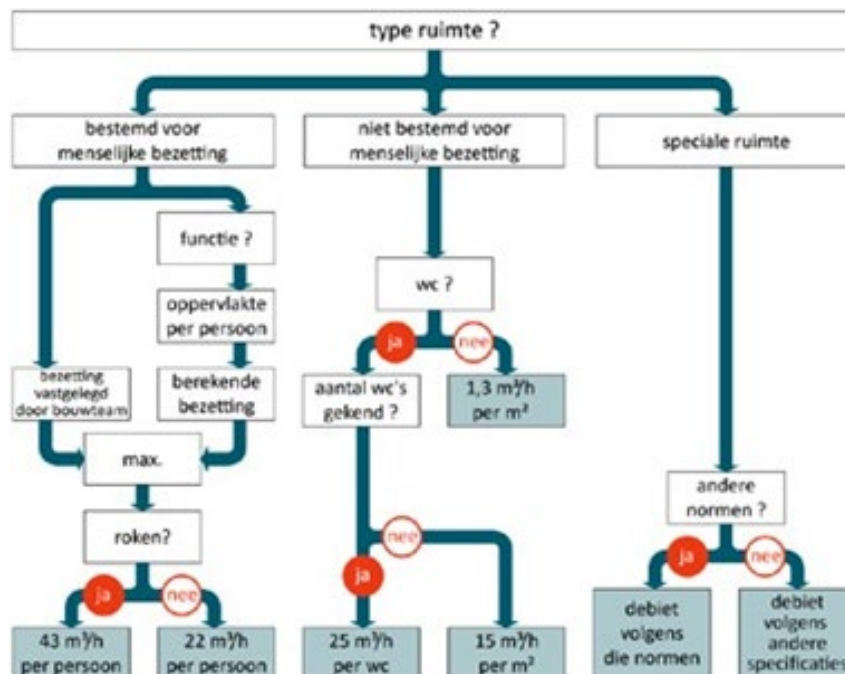 type ruimte ?
bestemd voor
menselijke bezetting
niet bestemd voor
menselijke bezetting
speciale ruimte
functie ?
wc ?
oppervlakte
per persoon
ja
nee
bezetting
vastgelegd
door bouwteam
berekende
bezetting
aantal wc's
gekend ?
1,3 m³/h
per m²
max.
andere
normen ?
roken?
nee
ja
ja
nee
ja
nee
43 m³/h
per persoon
22 m³/h
per persoon
25 m³/h
per wc
15 m³/h
per m²
debiet
volgens
die normen
debiet
volgens
andere
specificaties